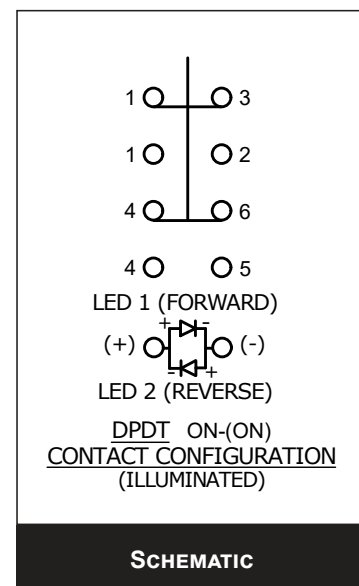 1 3
1 2
4 6
4 5
LED 1 (FORWARD)
+ -
(+) (-)
- +
LED 2 (REVERSE)
DPDT ON-(ON)
CONTACT CONFIGURATION
(ILLUMINATED)
SCHEMATIC